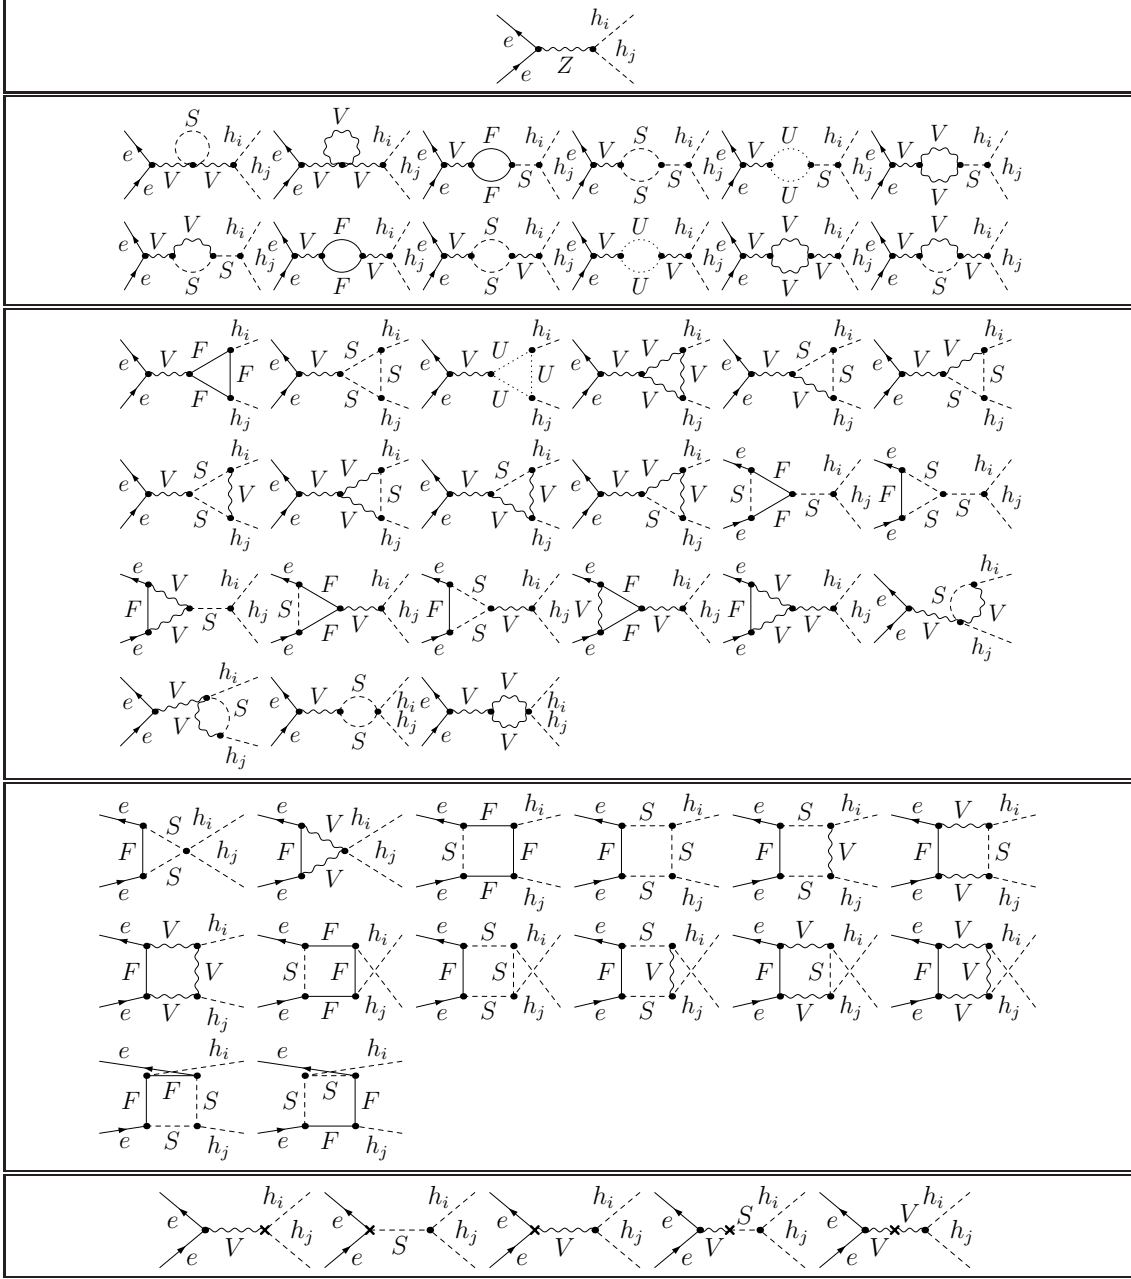 e e Z h_i h_j
e e S V V h_i h_j
e e V V V h_i h_j
e e V F F S h_i h_j
e e V S S S h_i h_j
e e V U U S h_i h_j
e e V V V S h_i h_j
e e V V S S h_i h_j
e e V F F V h_i h_j
e e V S S V h_i h_j
e e V U U V h_i h_j
e e V V V V h_i h_j
e e V V S V h_i h_j
e e V F F F h_i h_j
e e V S S S h_i h_j
e e V U U U h_i h_j
e e V V V V h_i h_j
e e V S V S h_i h_j
e e V V S S h_i h_j
e e V S S V h_i h_j
e e V V V S h_i h_j
e e V S V V h_i h_j
e e V V S V h_i h_j
e e S F F S h_i h_j
e e F S S S h_i h_j
e e F V V S h_i h_j
e e S F F V h_i h_j
e e F S S V h_i h_j
e e V F F V h_i h_j
e e F V V V h_i h_j
e e V S V h_i h_j
e e V V S h_i h_j
e e V S S h_i h_j
e e V V V h_i h_j
e e F S S h_i h_j
e e F V V h_i h_j
e e S F F F h_i h_j
e e F S S S h_i h_j
e e F S S V h_i h_j
e e F V V S h_i h_j
e e F V V V h_i h_j
e e S F F F h_i h_j
e e F S S S h_i h_j
e e F S V S h_i h_j
e e F V S V h_i h_j
e e F V V V h_i h_j
e e F F S S h_i h_j
e e S S F F h_i h_j
e e V h_i h_j
e e S h_i h_j
e e V h_i h_j
e e V S h_i h_j
e e V V h_i h_j